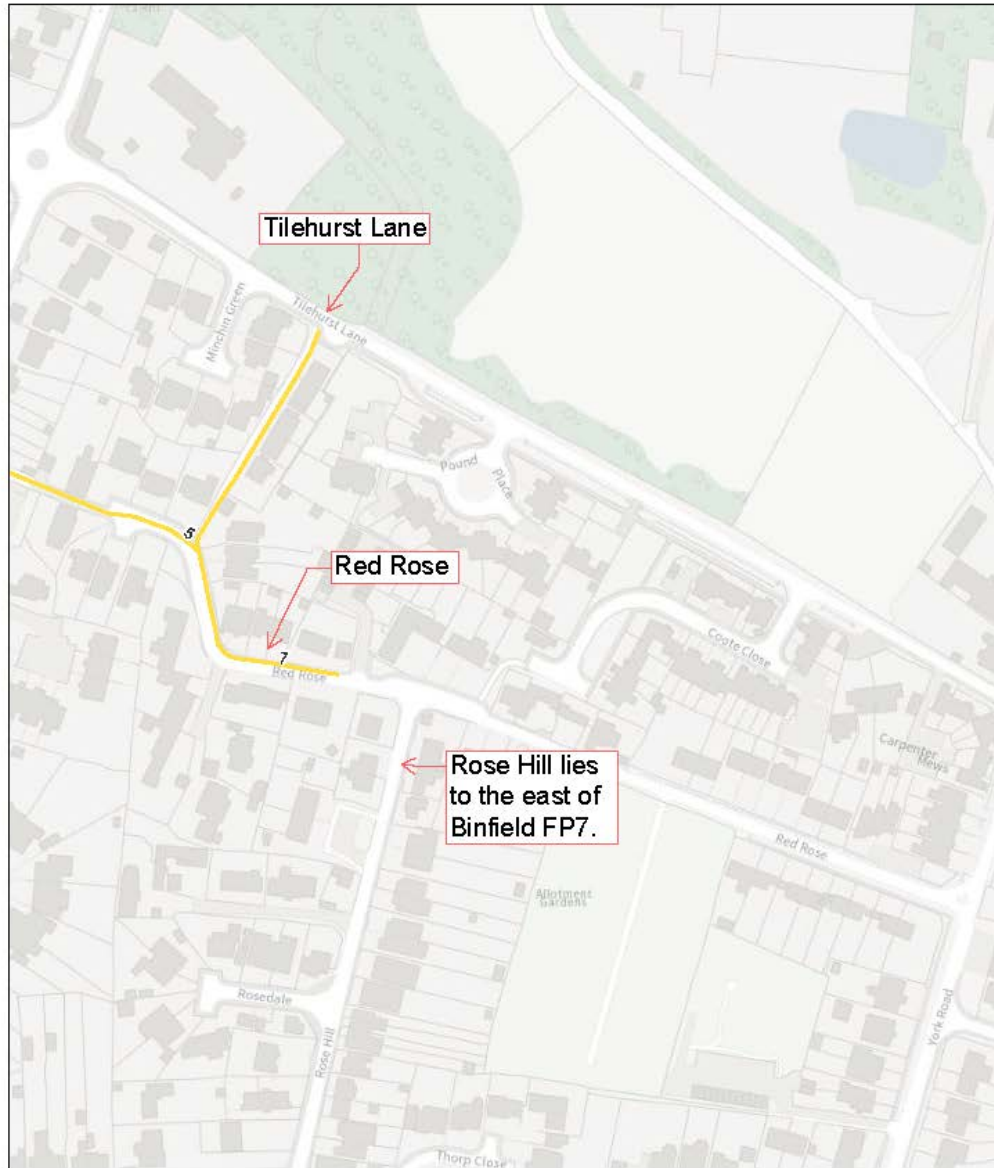 Tilehurst Lane
Tilehurst Lane
Minchin Green
Pound
Place
5
Red Rose
7
Red Rose
Coote Close
Rose Hill lies
to the east of
Binfield FP7.
Carpenter
Mews
Red Rose
Allotment
Gardens
Rosedale
Rose Hill
York Road
Thorp Close